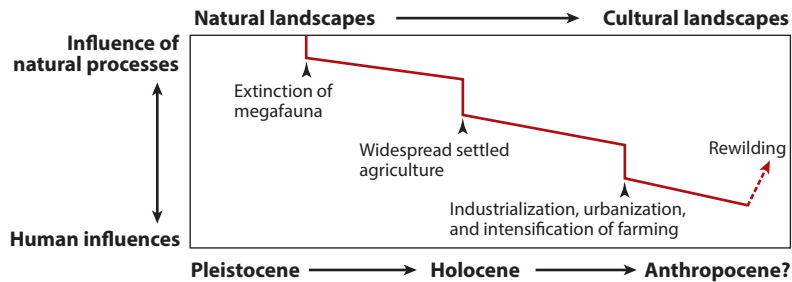 Natural landscapes
Cultural landscapes
Influence of
natural processes
Extinction of
megafauna
Widespread settled
agriculture
Rewilding
Industrialization, urbanization,
and intensification of farming
Human influences
Pleistocene
Holocene
Anthropocene?